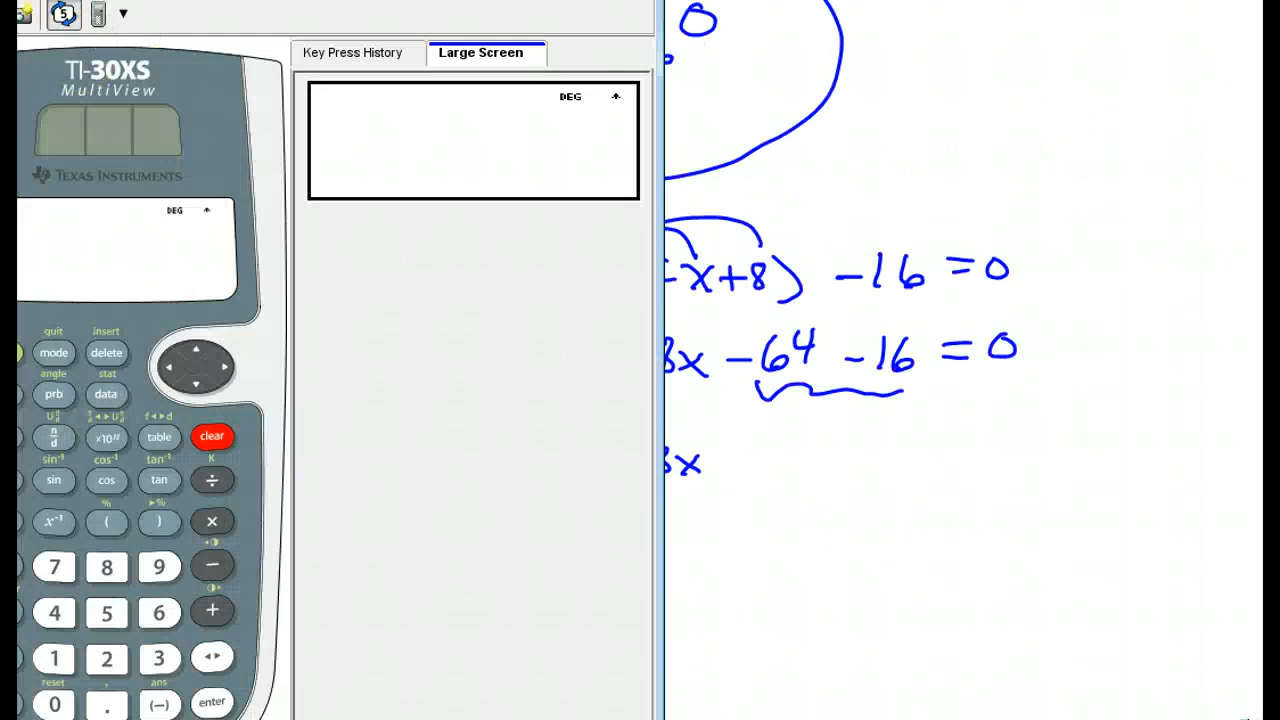 5
Key Press History
Large Screen
TI-30XS
MultiView
DEG
TEXAS INSTRUMENTS
DEG
quit insert
mode delete
angle stat
prb data
f ◄► d
n/d ×10ⁿ table clear
sin⁻¹ cos⁻¹ tan⁻¹ K
sin cos tan ÷
% ►%
x⁻¹ ( ) ×
7 8 9 −
4 5 6 +
1 2 3 ◄►
reset , ans
0 . (−) enter
0
x+8) -16 =0
8x -64 -16 =0
8x